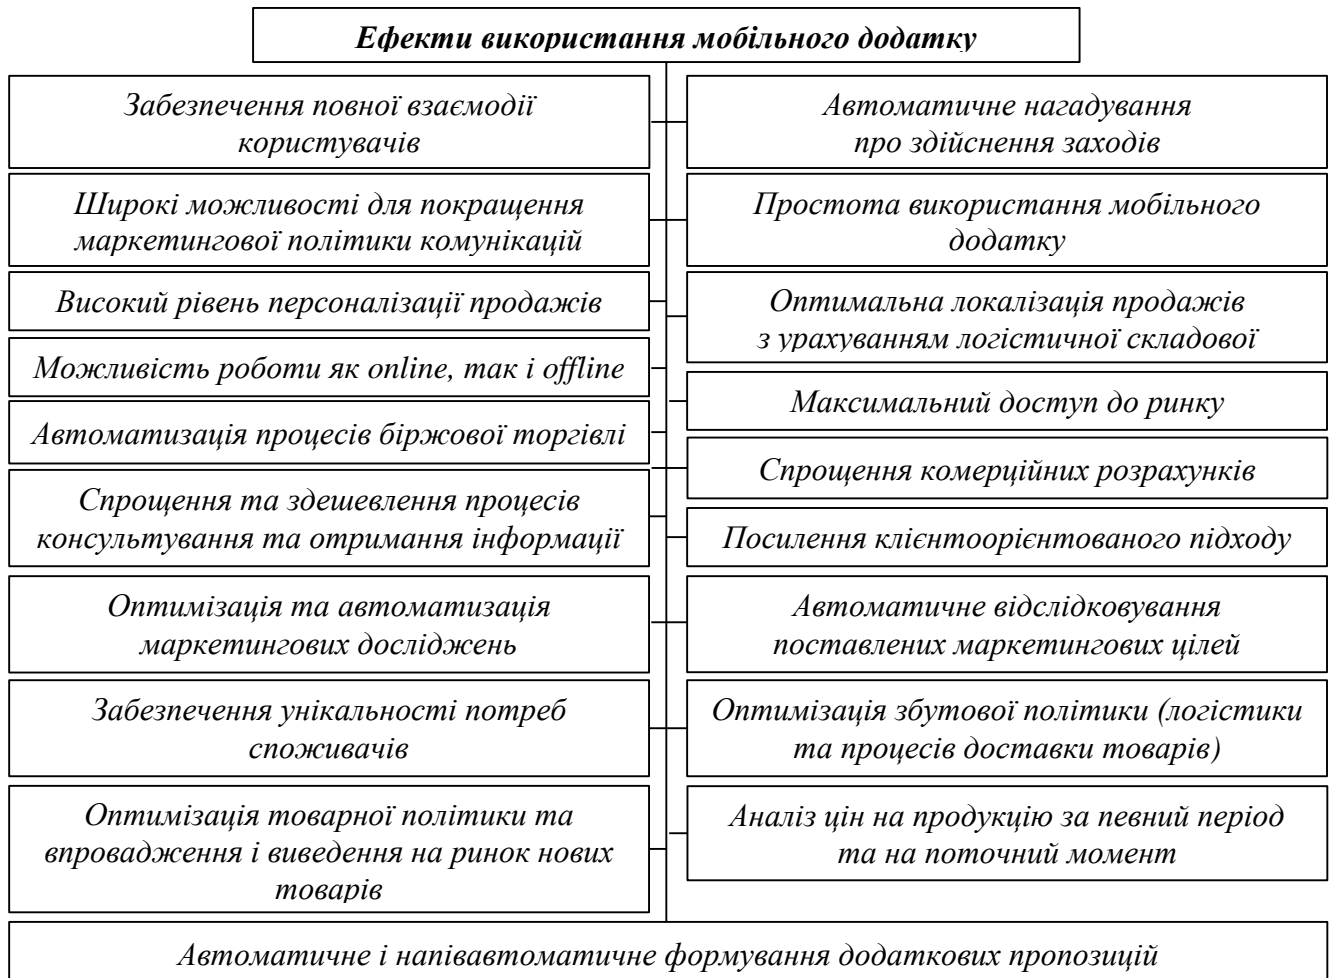 Ефекти використання мобільного додатку
Забезпечення повної взаємодії
користувачів
Широкі можливості для покращення
маркетингової політики комунікацій
Високий рівень персоналізації продажів
Можливість роботи як online, так і offline
Автоматизація процесів біржової торгівлі
Спрощення та здешевлення процесів
консультування та отримання інформації
Оптимізація та автоматизація
маркетингових досліджень
Забезпечення унікальності потреб
споживачів
Оптимізація товарної політики та
впровадження і виведення на ринок нових
товарів
Автоматичне нагадування
про здійснення заходів
Простота використання мобільного
додатку
Оптимальна локалізація продажів
з урахуванням логістичної складової
Максимальний доступ до ринку
Спрощення комерційних розрахунків
Посилення клієнтоорієнтованого підходу
Автоматичне відслідковування
поставлених маркетингових цілей
Оптимізація збутової політики (логістики
та процесів доставки товарів)
Аналіз цін на продукцію за певний період
та на поточний момент
Автоматичне і напівавтоматичне формування додаткових пропозицій